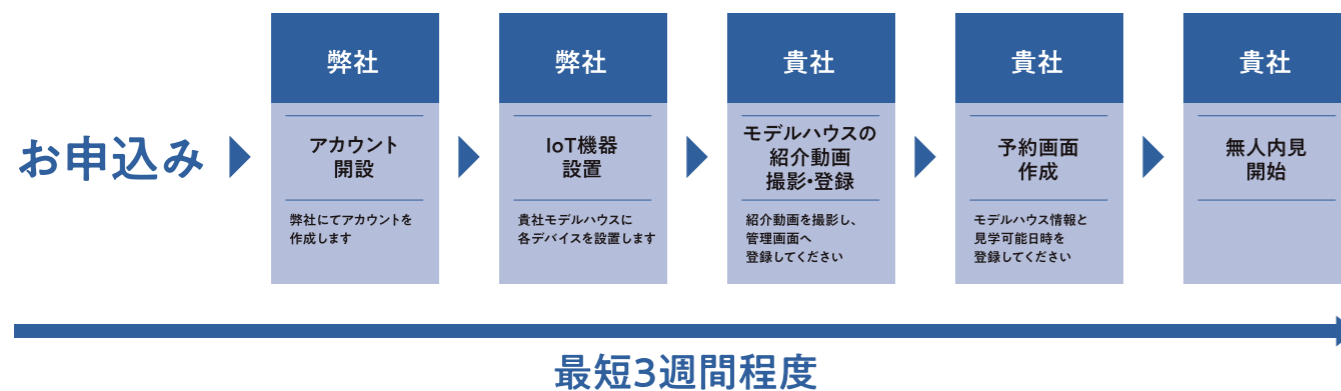 お申込み
弊社
アカウント
開設
弊社にてアカウントを
作成します
弊社
IoT機器
設置
貴社モデルハウスに
各デバイスを設置します
貴社
モデルハウスの
紹介動画
撮影・登録
紹介動画を撮影し、
管理画面へ
登録してください
貴社
予約画面
作成
モデルハウス情報と
見学可能日時を
登録してください
貴社
無人内見
開始
最短3週間程度